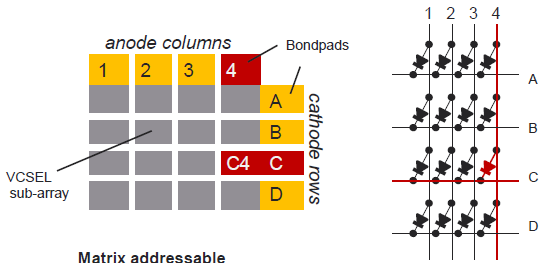 anode columns
Bondpads
1 2 3 4
A
B
C4 C
D
cathode rows
VCSEL
sub-array
Matrix addressable
1 2 3 4
A
B
C
D